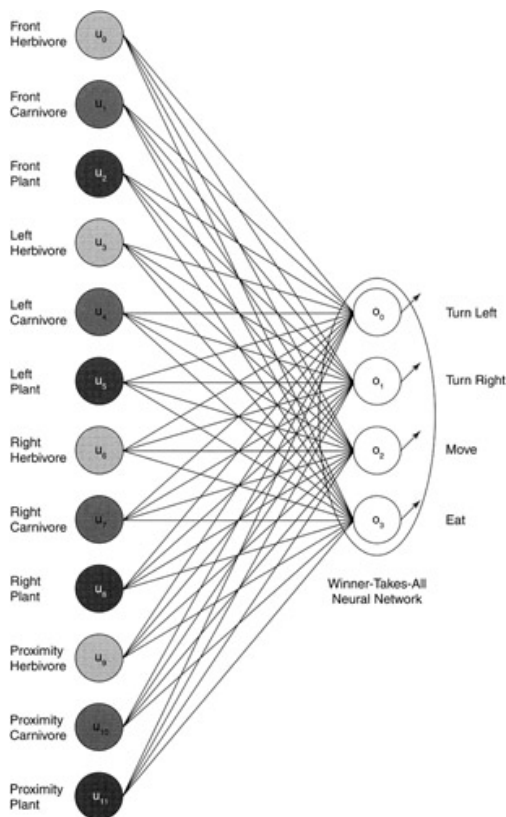 Front
Herbivore
u0
Front
Carnivore
u1
Front
Plant
u2
Left
Herbivore
u3
Left
Carnivore
u4
Left
Plant
u5
Right
Herbivore
u6
Right
Carnivore
u7
Right
Plant
u8
Proximity
Herbivore
u9
Proximity
Carnivore
u10
Proximity
Plant
u11
o0
Turn Left
o1
Turn Right
o2
Move
o3
Eat
Winner-Takes-All
Neural Network